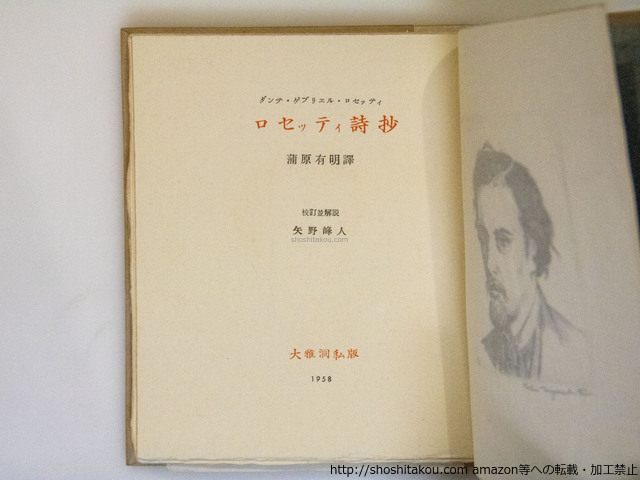 ダンテ・ゲブリエル・ロセッティ
ロセッティ詩抄
蒲原有明譯
校訂並解説
矢野峰人
shoshitakou.com
大雅洞私版
1958
http://shoshitakou.com amazon等への転載・加工禁止